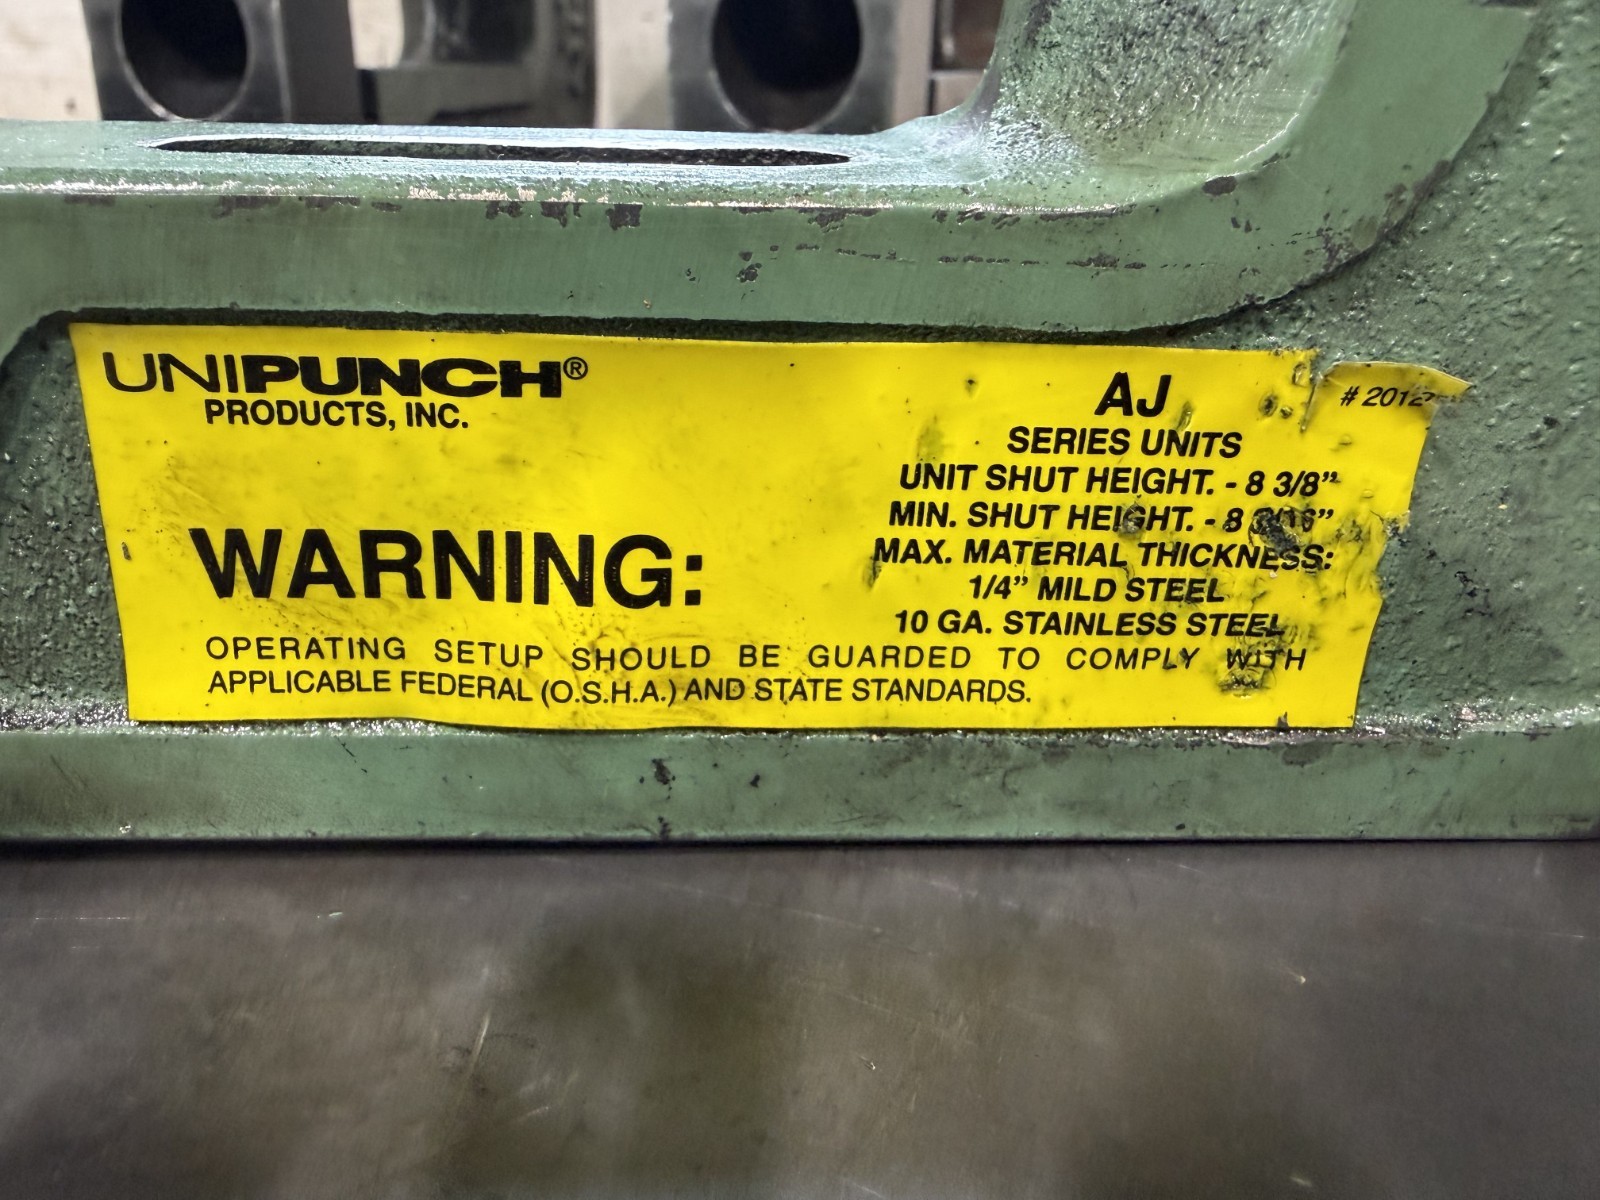 UNIPUNCH®
PRODUCTS, INC.
WARNING:
AJ
SERIES UNITS
UNIT SHUT HEIGHT. - 8 3/8"
MIN. SHUT HEIGHT. - 8
MAX. MATERIAL THICKNESS:
1/4" MILD STEEL
10 GA. STAINLESS STEEL
OPERATING SETUP SHOULD BE GUARDED TO COMPLY WITH
APPLICABLE FEDERAL (O.S.H.A.) AND STATE STANDARDS.